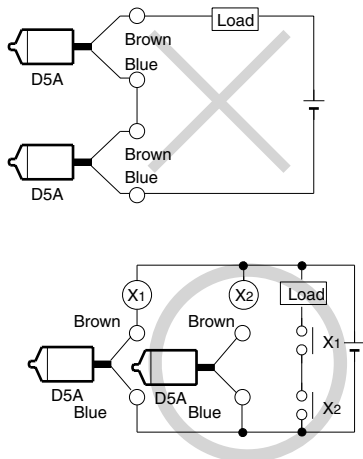 Load
Brown
Blue
D5A
Brown
Blue
D5A
X1
X2
Load
Brown
Brown
X1
D5A
D5A
Blue
Blue
X2